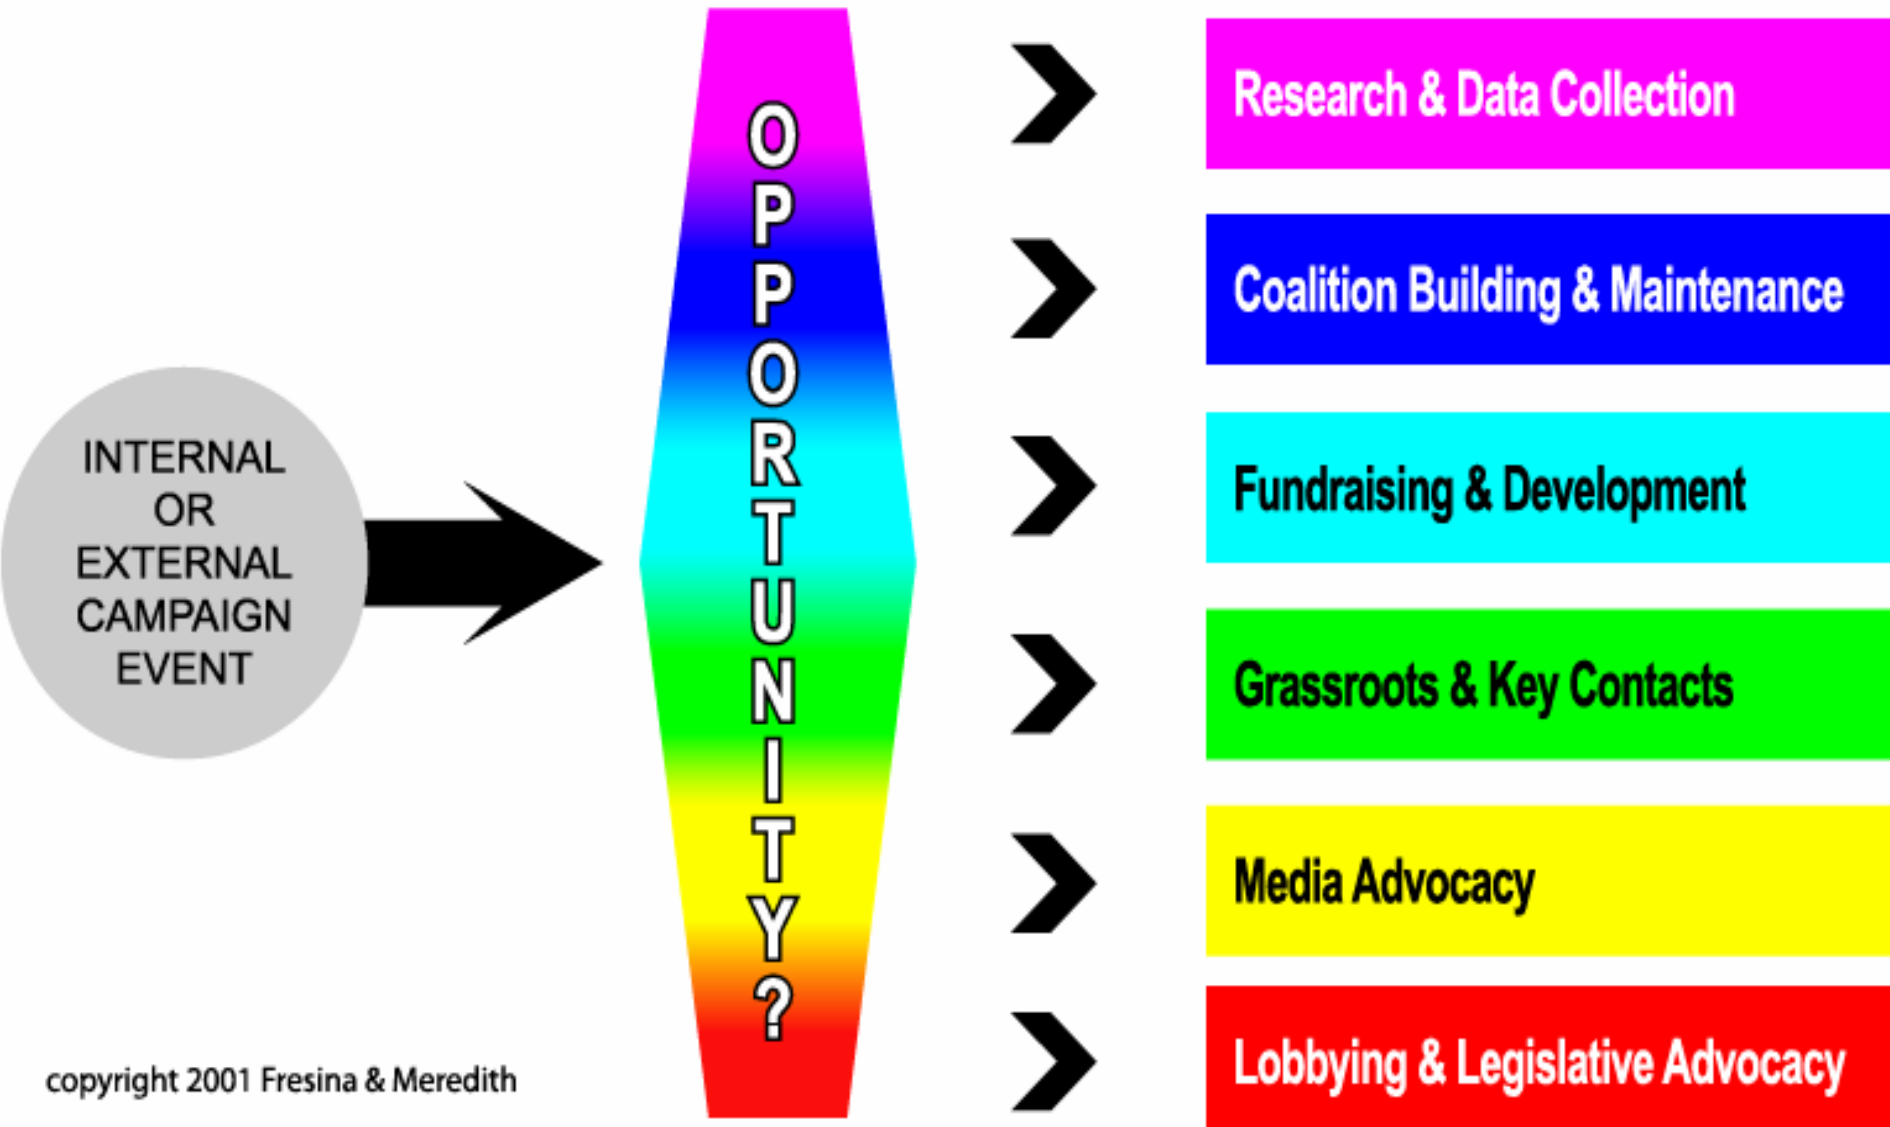 INTERNAL
OR
EXTERNAL
CAMPAIGN
EVENT
OPPORTUNITY?
Research & Data Collection
Coalition Building & Maintenance
Fundraising & Development
Grassroots & Key Contacts
Media Advocacy
Lobbying & Legislative Advocacy
copyright 2001 Fresina & Meredith